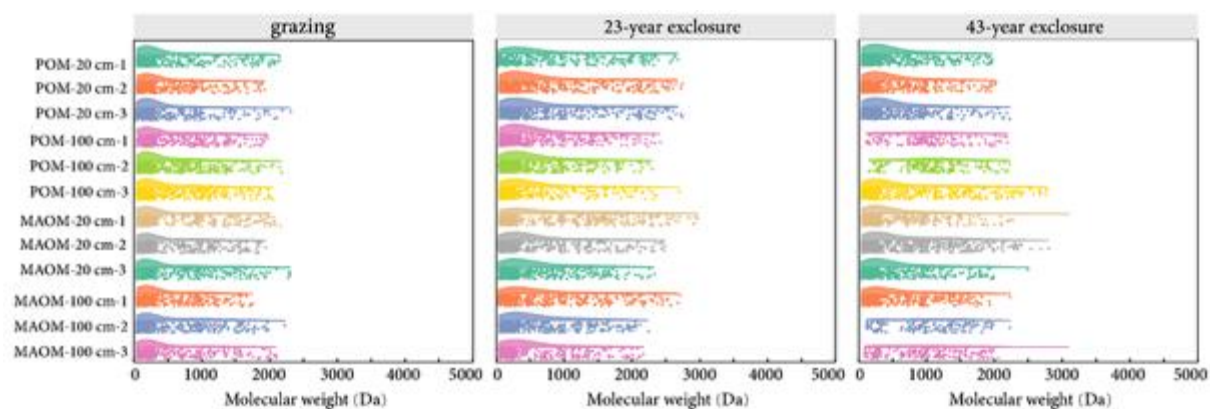 grazing 23-year exclosure 43-year exclosure
POM-20 cm-1
POM-20 cm-2
POM-20 cm-3
POM-100 cm-1
POM-100 cm-2
POM-100 cm-3
MAOM-20 cm-1
MAOM-20 cm-2
MAOM-20 cm-3
MAOM-100 cm-1
MAOM-100 cm-2
MAOM-100 cm-3
0 1000 2000 3000 4000 5000 0 1000 2000 3000 4000 5000 0 1000 2000 3000 4000 5000
Molecular weight (Da) Molecular weight (Da) Molecular weight (Da)